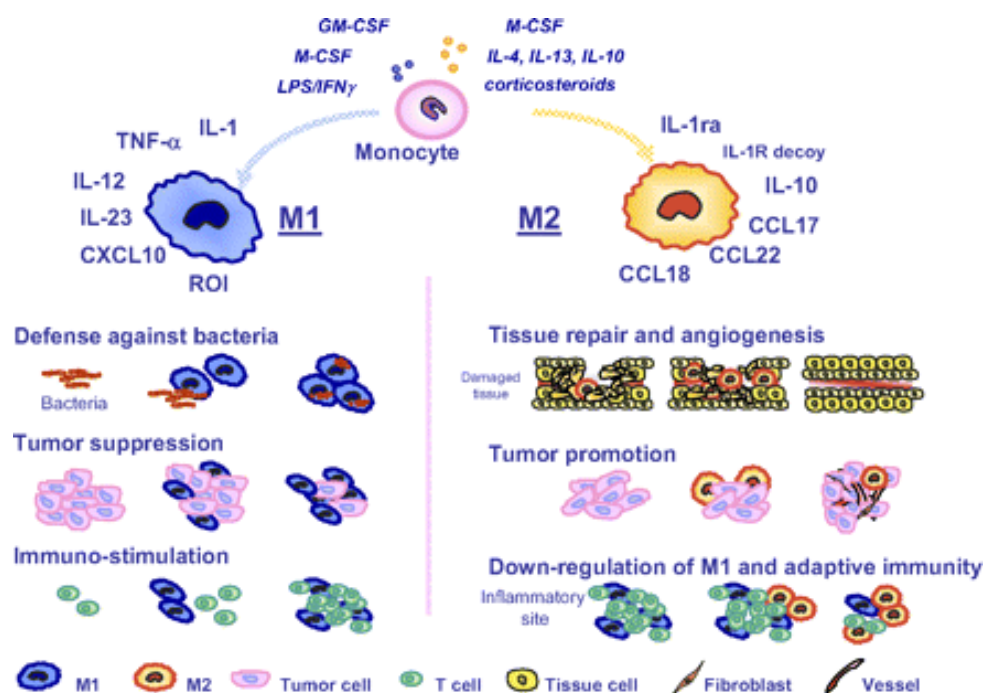 GM-CSF
M-CSF
LPS/IFNγ
M-CSF
IL-4, IL-13, IL-10
corticosteroids
Monocyte
TNF-α
IL-1
IL-12
IL-23
CXCL10
ROI
M1
M2
IL-1ra
IL-1R decoy
IL-10
CCL17
CCL22
CCL18
Defense against bacteria
Bacteria
Tumor suppression
Immuno-stimulation
Tissue repair and angiogenesis
Damaged
tissue
Tumor promotion
Down-regulation of M1 and adaptive immunity
Inflammatory
site
M1 M2 Tumor cell T cell Tissue cell Fibroblast Vessel